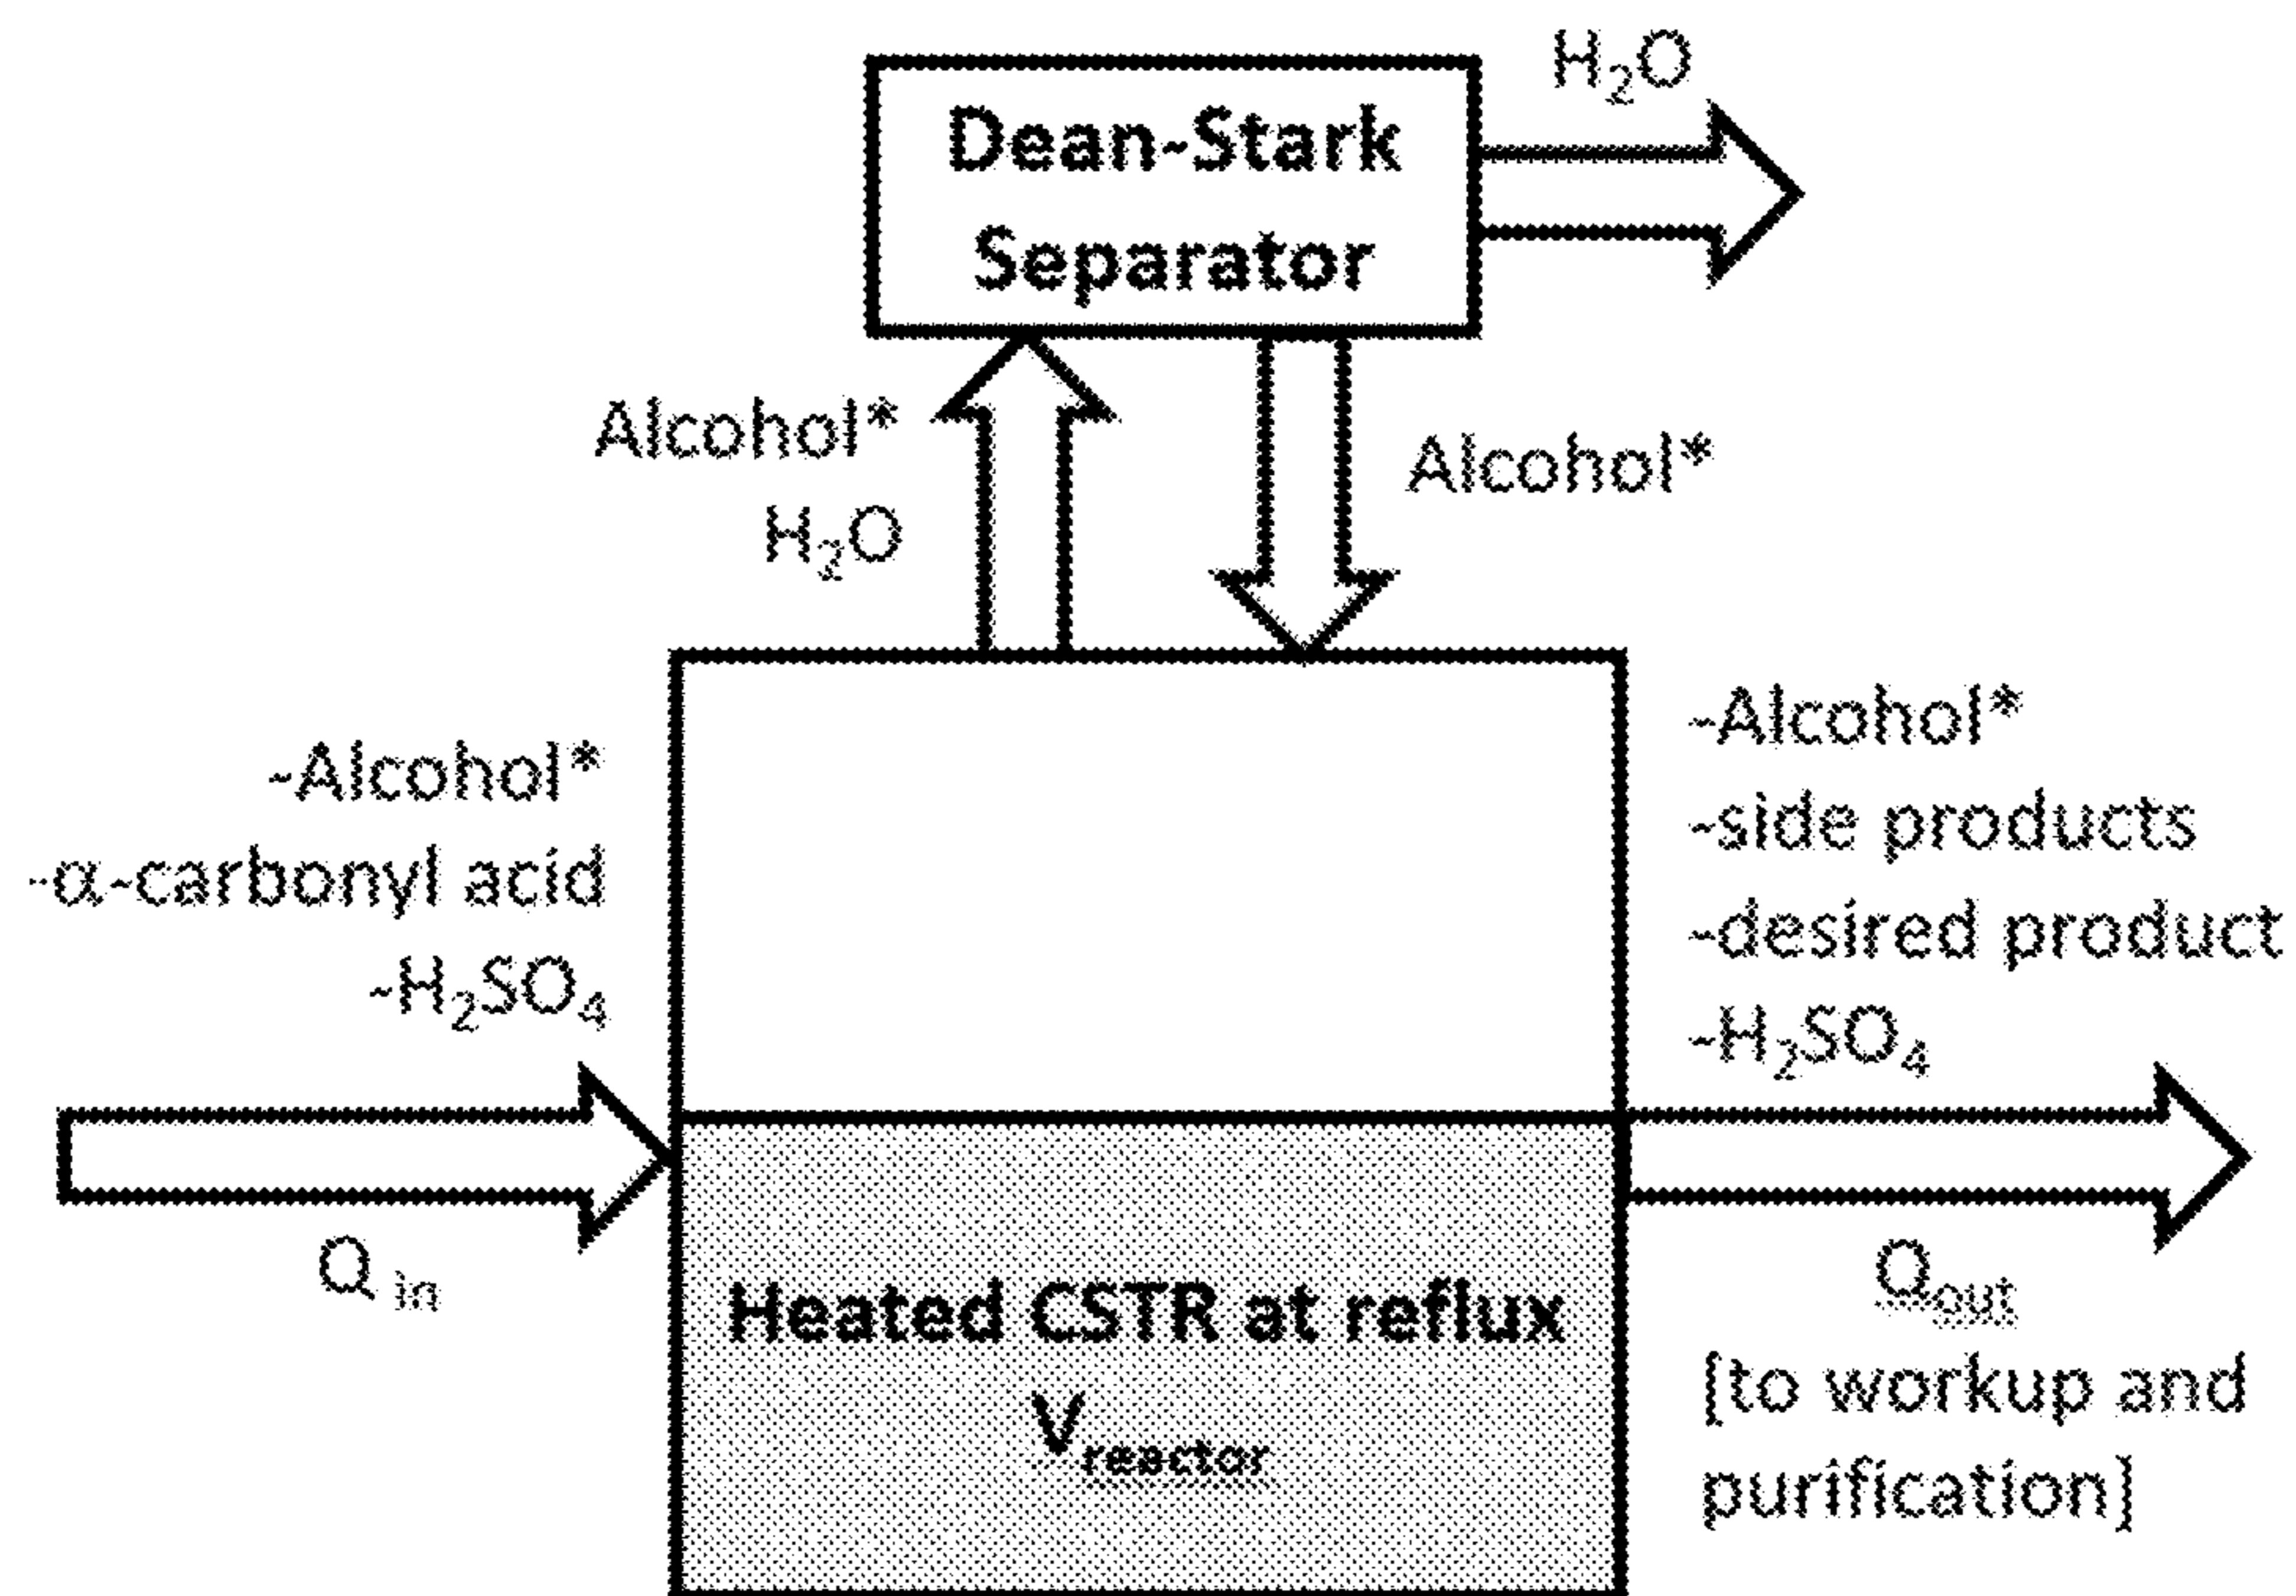 H₂O
Dean-Stark
Separator
Alcohol*
H₂O
Alcohol*
-Alcohol*
-α-carbonyl acid
-H₂SO₄
Q in
-Alcohol*
-side products
-desired product
-H₂SO₄
Qout
[to workup and
purification]
Heated CSTR at reflux
Vreactor